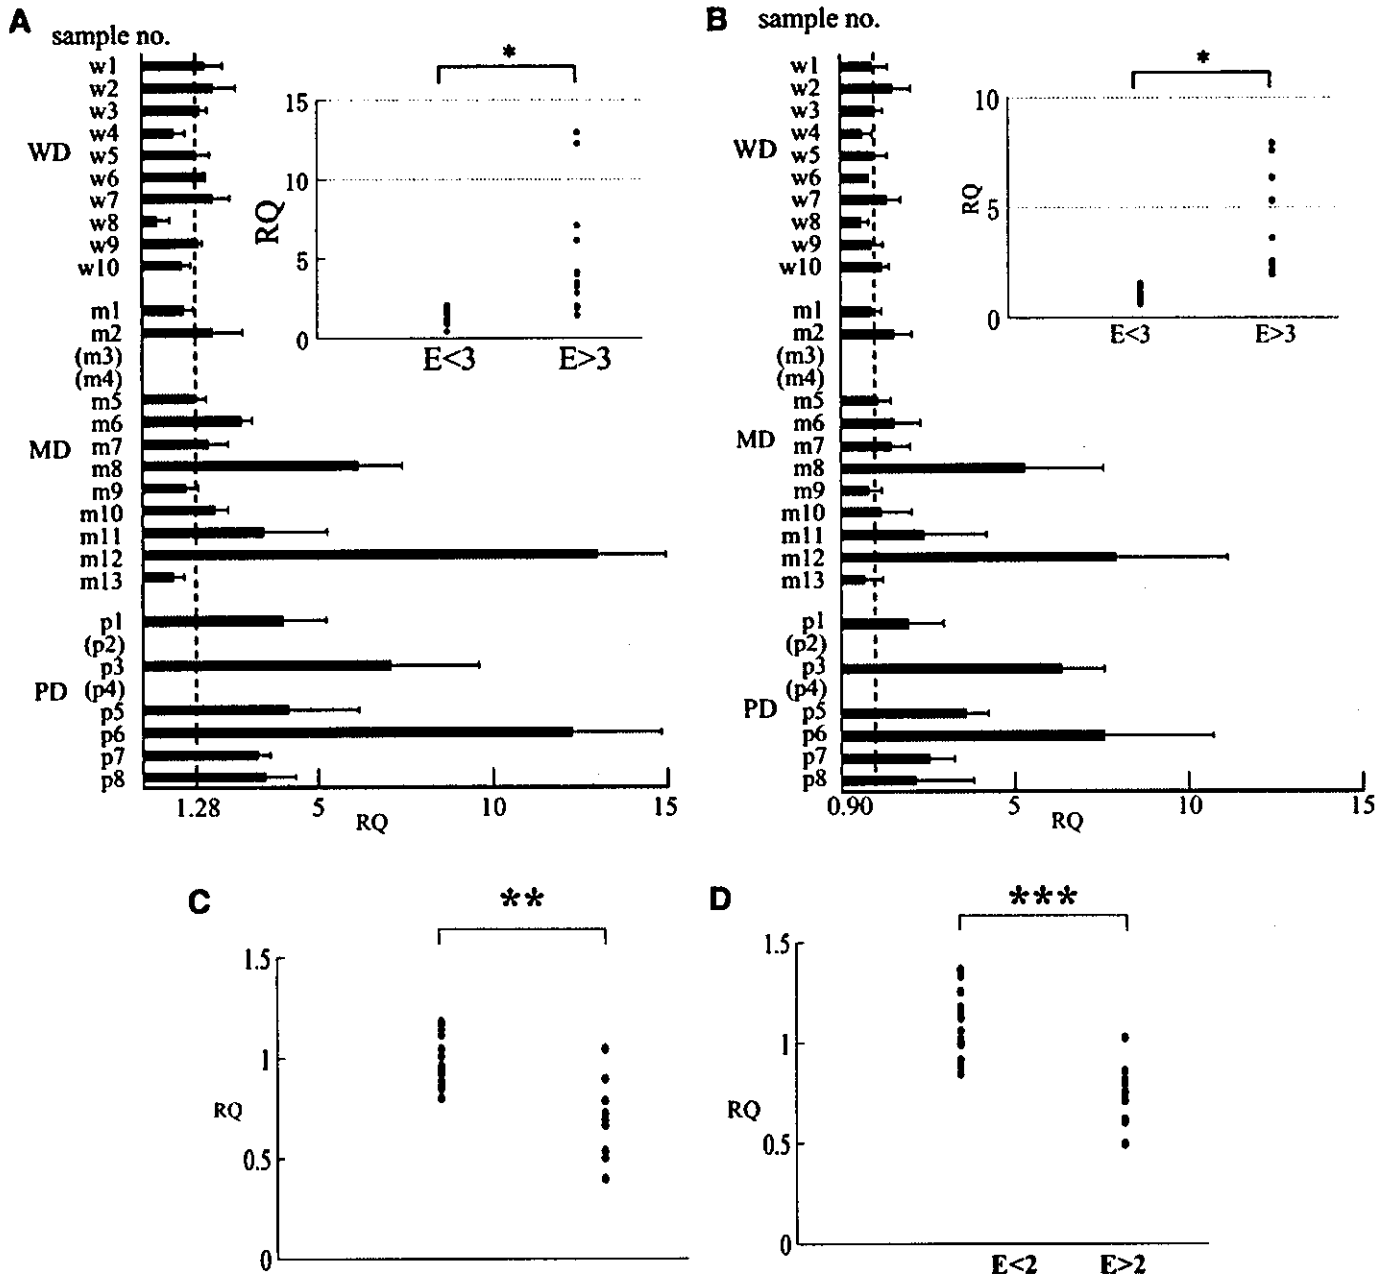 A
sample no.
w1
w2
w3
w4
WD
w5
w6
w7
w8
w9
w10
m1
m2
(m3)
(m4)
m5
m6
MD
m7
m8
m9
m10
m11
m12
m13
p1
(p2)
p3
PD
(p4)
p5
p6
p7
p8
1.28
5
10
15
RQ
*
15
10
5
0
RQ
E<3
E>3
B
sample no.
w1
w2
w3
w4
WD
w5
w6
w7
w8
w9
w10
m1
m2
(m3)
(m4)
m5
m6
MD
m7
m8
m9
m10
m11
m12
m13
p1
(p2)
p3
(p4)
PD
p5
p6
p7
p8
0.90
5
10
15
RQ
*
10
5
0
RQ
E<3
E>3
C
**
1.5
1
RQ
0.5
0
D
***
1.5
1
RQ
0.5
0
E<2
E>2